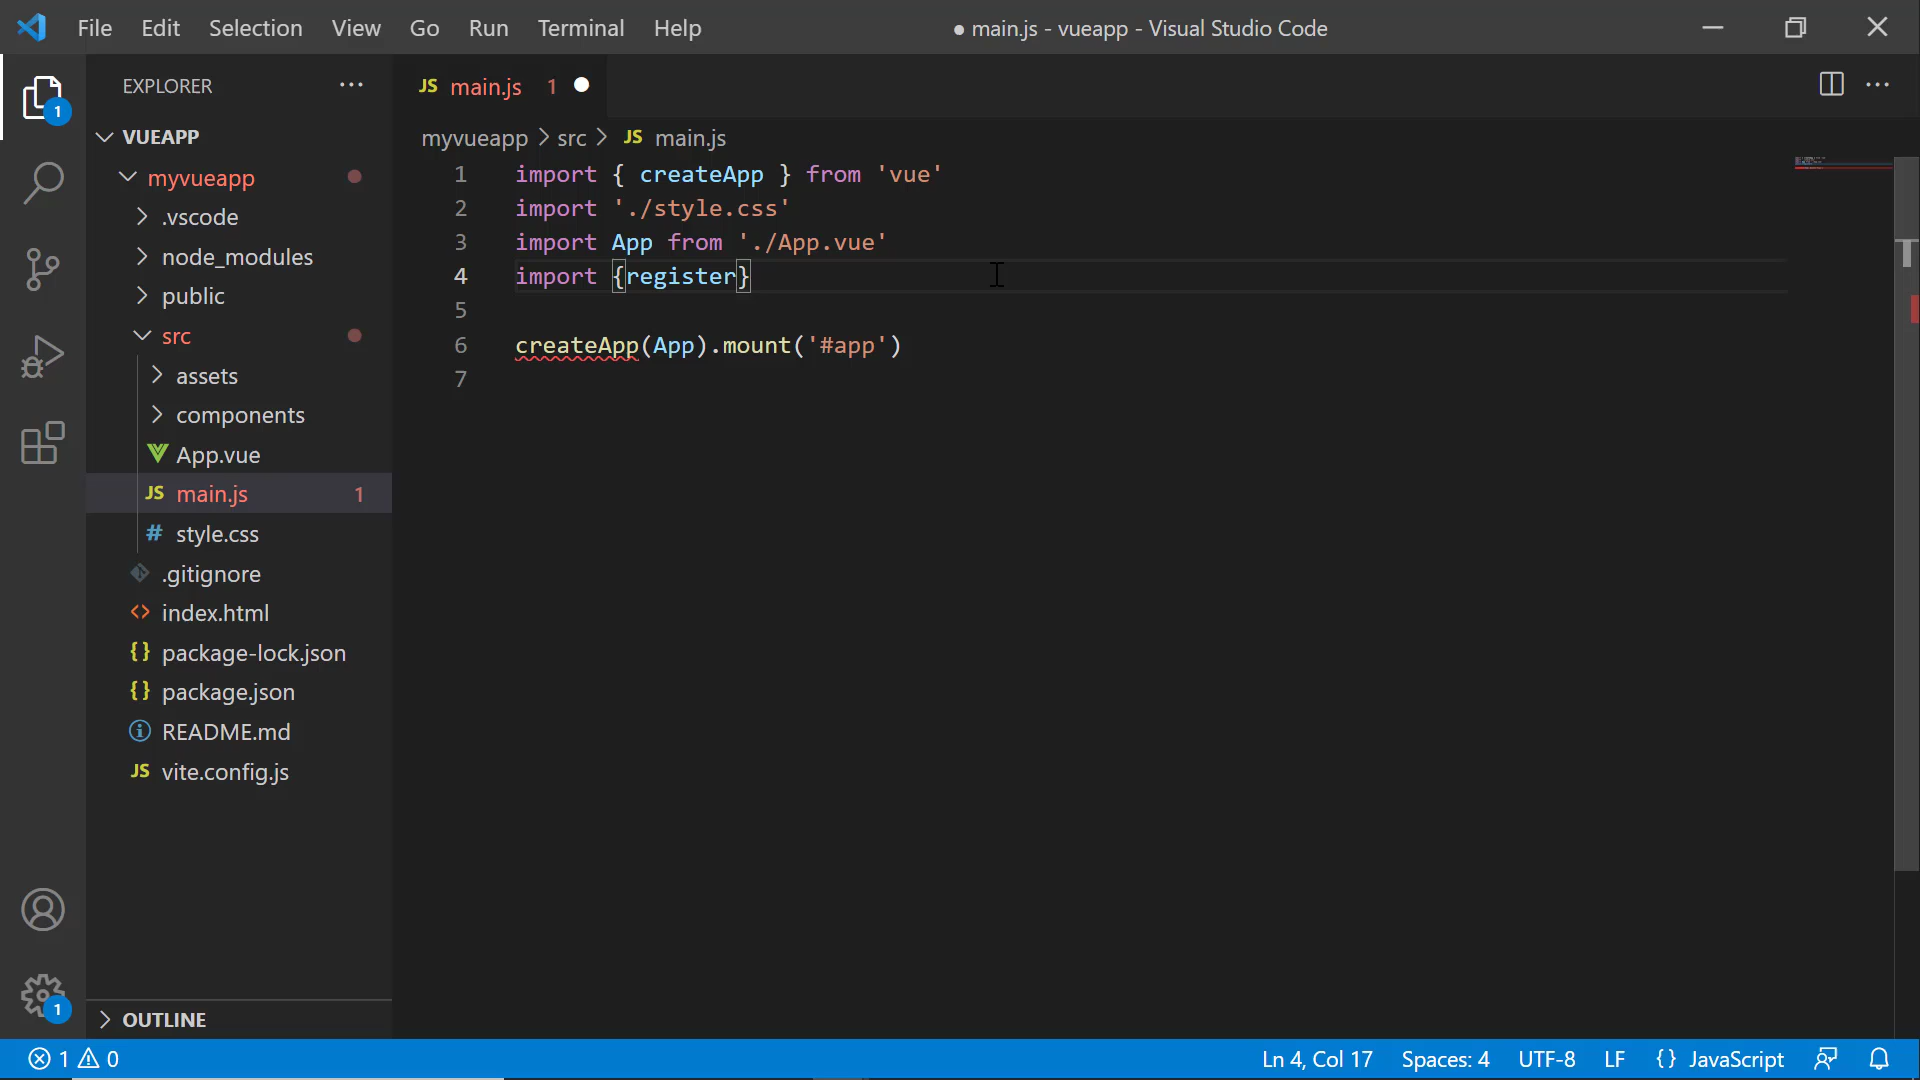 File Edit Selection View Go Run Terminal Help ● main.js - vueapp - Visual Studio Code
EXPLORER ···
1
VUEAPP
myvueapp
.vscode
node_modules
public
src
assets
components
App.vue
JS main.js 1
# style.css
.gitignore
<> index.html
{} package-lock.json
{} package.json
README.md
JS vite.config.js
OUTLINE
1
JS main.js 1 ●
myvueapp > src > JS main.js
1 import { createApp } from 'vue'
2 import './style.css'
3 import App from './App.vue'
4 import {register}
5
6 createApp(App).mount('#app')
7
1 0 Ln 4, Col 17 Spaces: 4 UTF-8 LF {} JavaScript